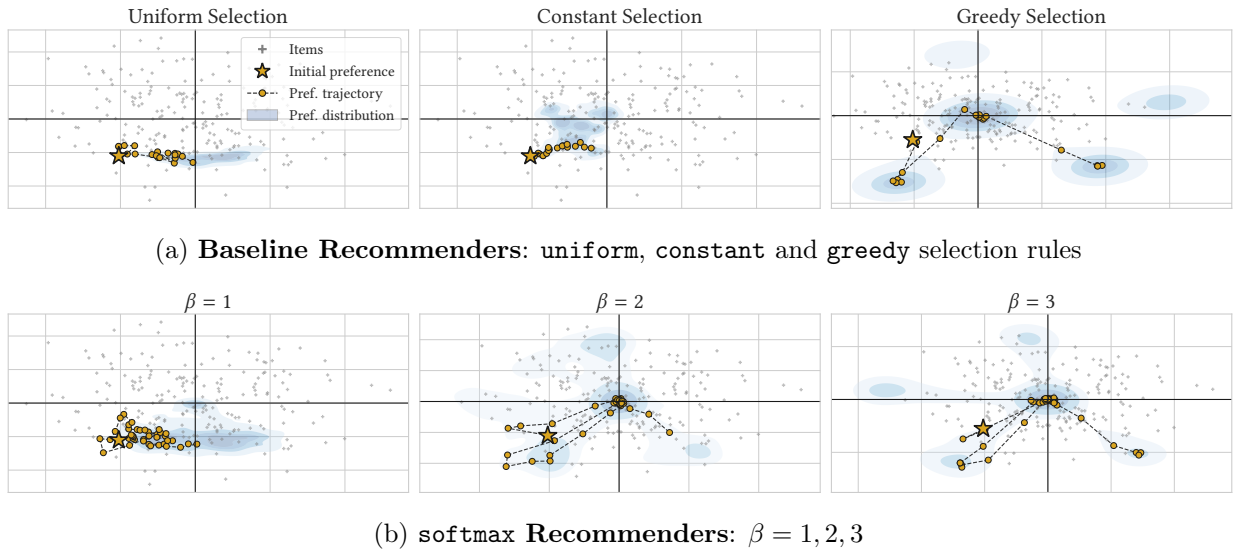 Uniform Selection
Constant Selection
Greedy Selection
Items
Initial preference
Pref. trajectory
Pref. distribution
(a) Baseline Recommenders: uniform, constant and greedy selection rules
β = 1
β = 2
β = 3
(b) softmax Recommenders: β = 1, 2, 3